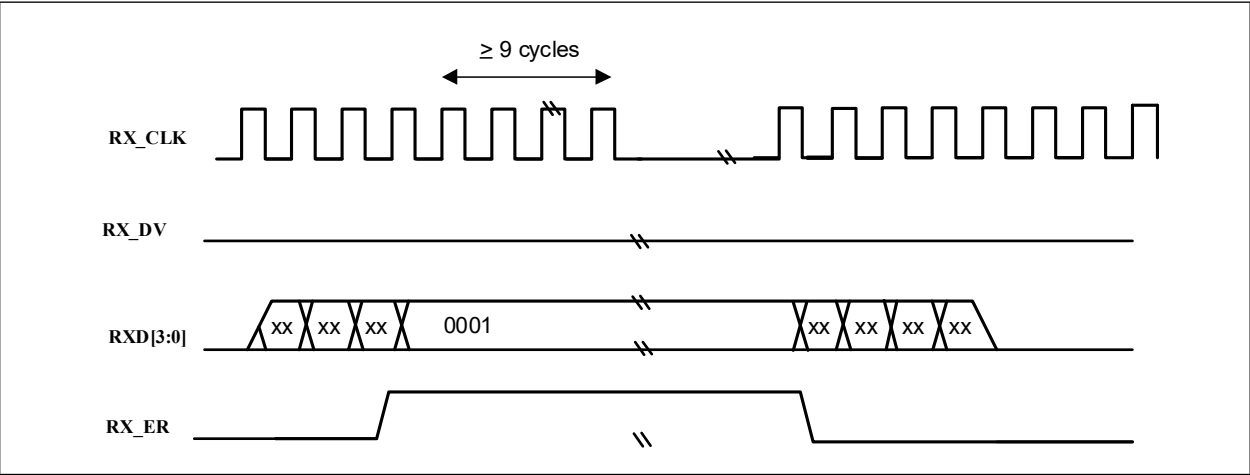 ≥ 9 cycles
RX_CLK
RX_DV
RXD[3:0] xx xx xx 0001 xx xx xx xx
RX_ER